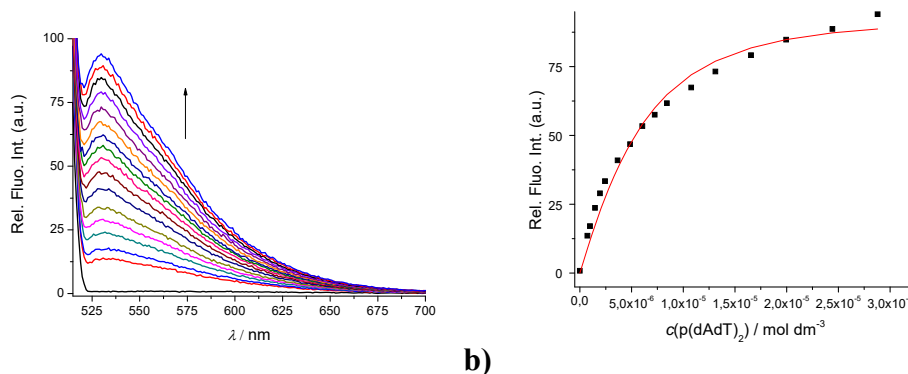 100
75
50
25
0
Rel. Fluo. Int. (a.u.)
525 550 575 600 625 650 675 700
λ / nm
75
50
25
0
Rel. Fluo. Int. (a.u.)
0,0 5,0x10⁻⁶ 1,0x10⁻⁵ 1,5x10⁻⁵ 2,0x10⁻⁵ 2,5x10⁻⁵ 3,0x10⁻
c(p(dAdT)₂) / mol dm⁻³
b)